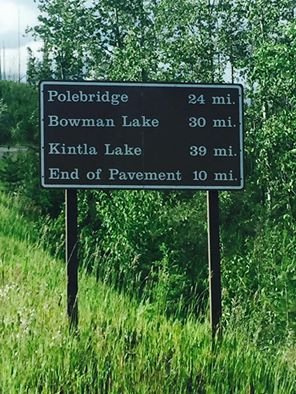 Polebridge 24 mi.
Bowman Lake 30 mi.
Kintla Lake 39 mi.
End of Pavement 10 mi.